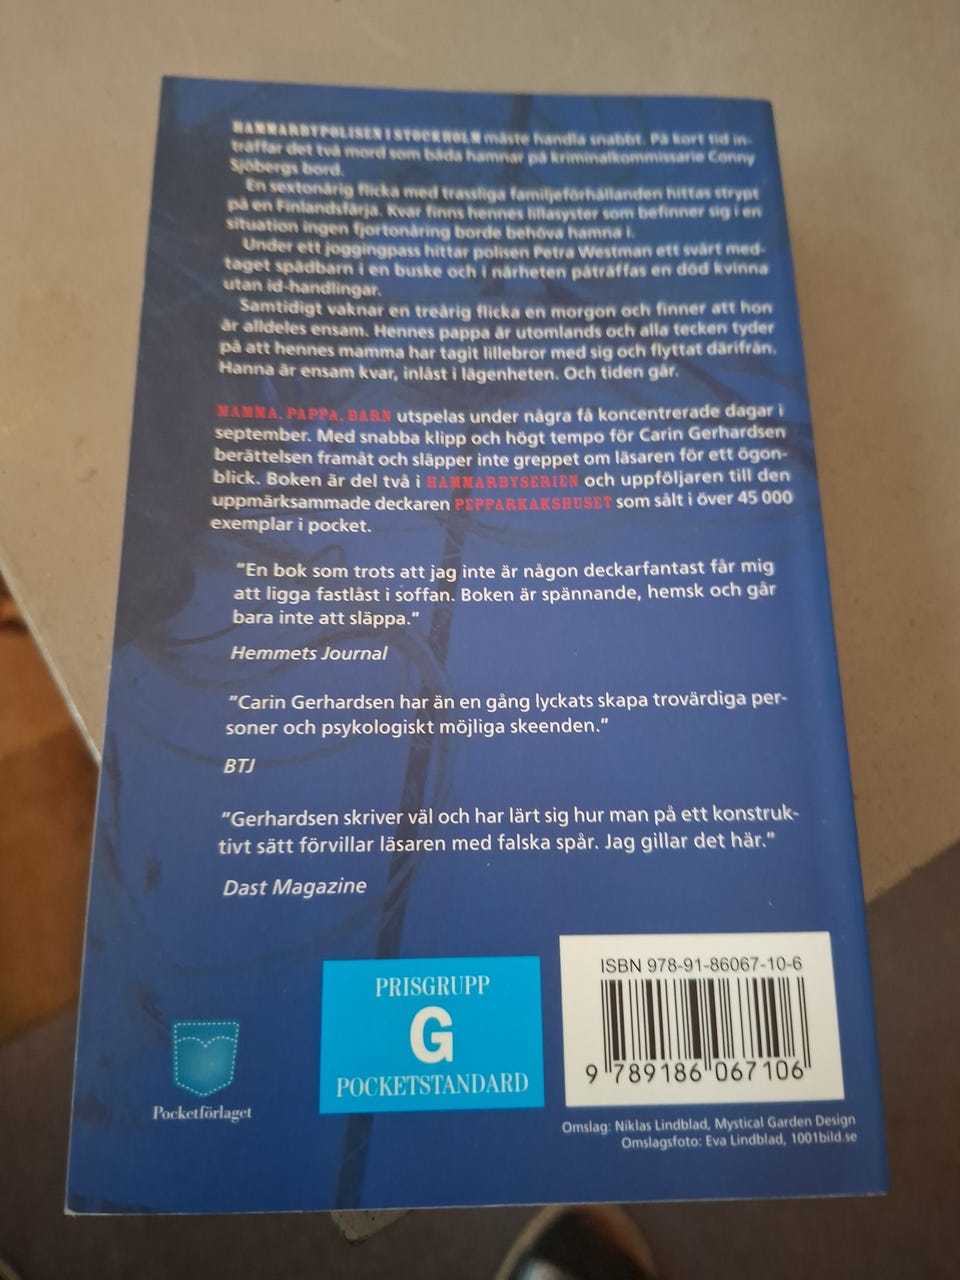 HAMMARBYPOLISEN I STOCKHOLM måste handla snabbt. På kort tid in-
träffar det två mord som båda hamnar på kriminalkommissarie Conny
Sjöbergs bord.
En sextonårig flicka med trassliga familjeförhållanden hittas strypt
på en Finlandsfärja. Kvar finns hennes lillasyster som befinner sig i en
situation ingen fjortonåring borde behöva hamna i.
Under ett joggingpass hittar polisen Petra Westman ett svårt med-
taget spädbarn i en buske och i närheten påträffas en död kvinna
utan id-handlingar.
Samtidigt vaknar en treårig flicka en morgon och finner att hon
är alldeles ensam. Hennes pappa är utomlands och alla tecken tyder
på att hennes mamma har tagit lillebror med sig och flyttat därifrån.
Hanna är ensam kvar, inlåst i lägenheten. Och tiden går.
MAMMA, PAPPA, BARN utspelas under några få koncentrerade dagar i
september. Med snabba klipp och högt tempo för Carin Gerhardsen
berättelsen framåt och släpper inte greppet om läsaren för ett ögon-
blick. Boken är del två i HAMMARBYSERIEN och uppföljaren till den
uppmärksammade deckaren PEPPARKAKSHUSET som sålt i över 45 000
exemplar i pocket.
"En bok som trots att jag inte är någon deckarfantast får mig
att ligga fastlåst i soffan. Boken är spännande, hemsk och går
bara inte att släppa."
Hemmets Journal
"Carin Gerhardsen har än en gång lyckats skapa trovärdiga per-
soner och psykologiskt möjliga skeenden."
BTJ
"Gerhardsen skriver väl och har lärt sig hur man på ett konstruk-
tivt sätt förvillar läsaren med falska spår. Jag gillar det här."
Dast Magazine
PRISGRUPP
G
POCKETSTANDARD
Pocketförlaget
ISBN 978-91-86067-10-6
9 789186 067106
Omslag: Niklas Lindblad, Mystical Garden Design
Omslagsfoto: Eva Lindblad, 1001bild.se